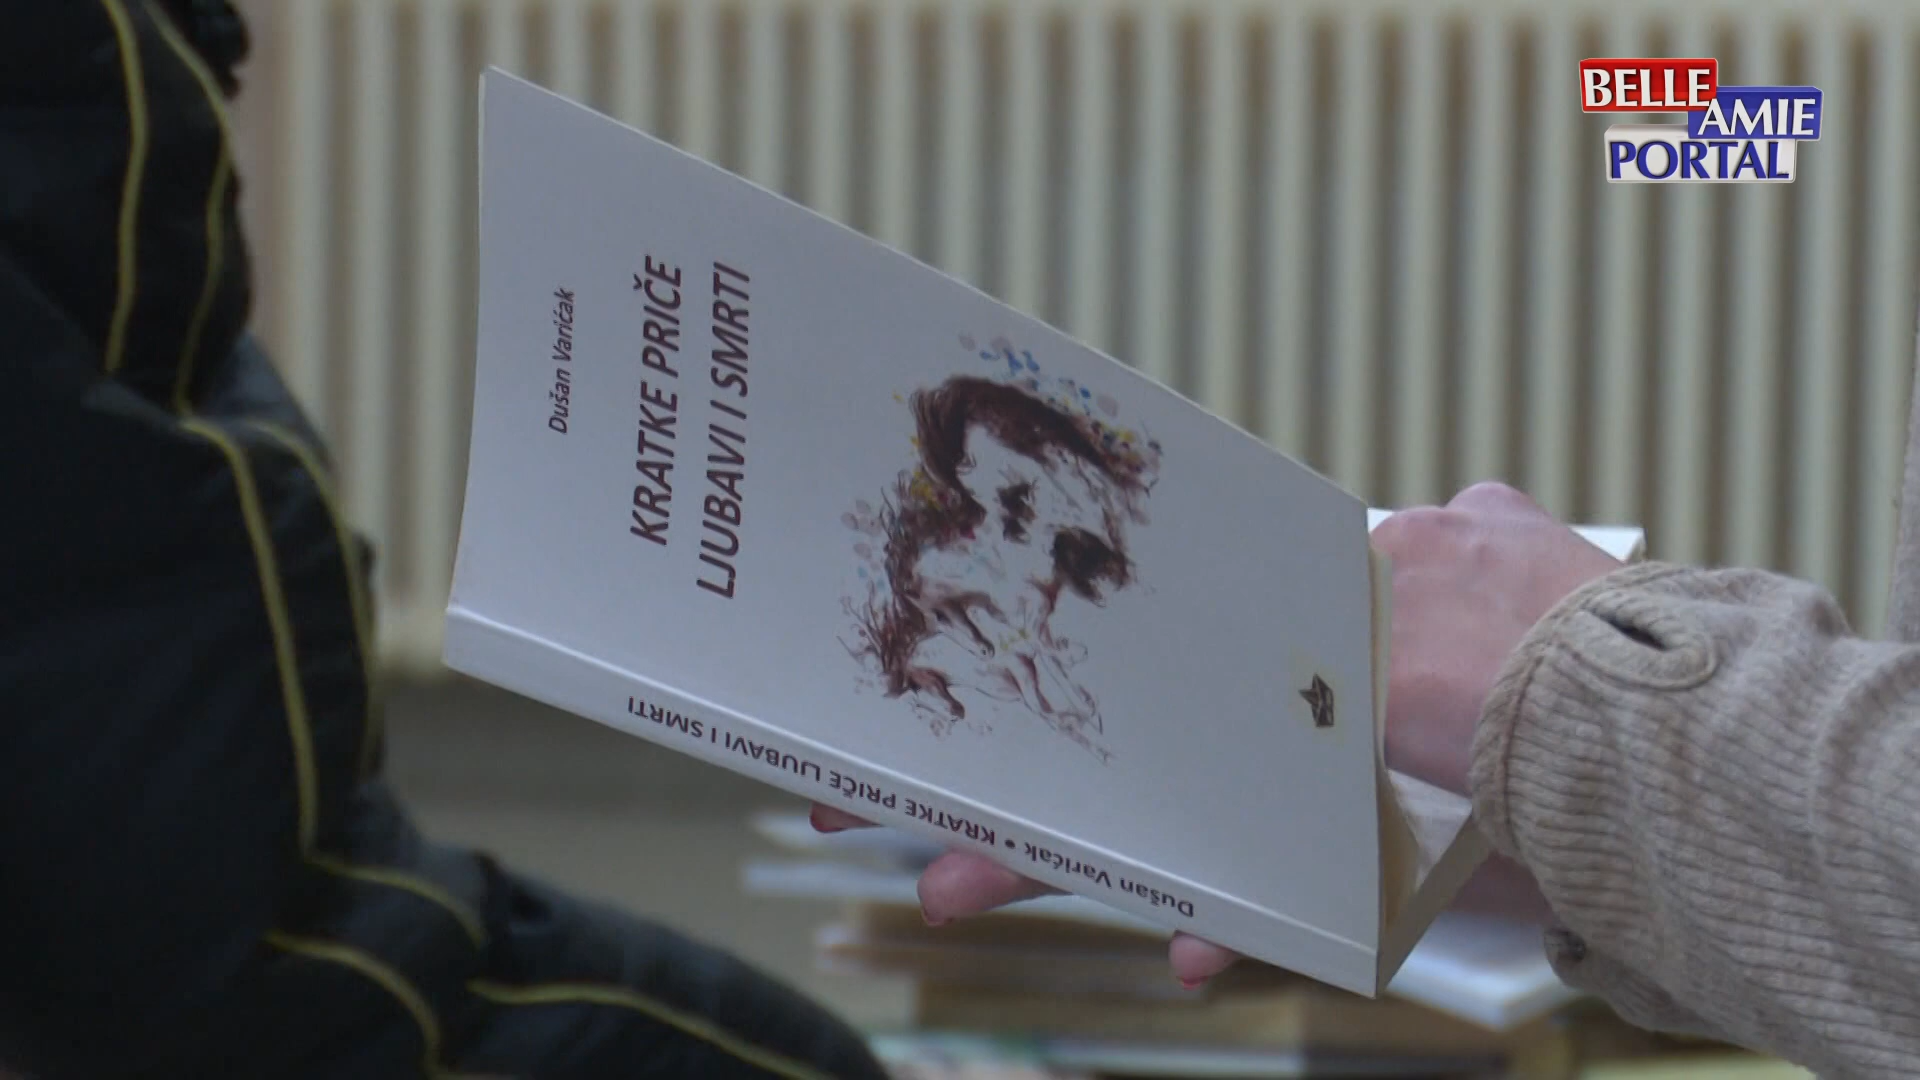 BELLE
AMIE
PORTAL
Dušan Varićak
KRATKE PRIČE
LJUBAVI I SMRTI
Dušan Varićak • KRATKE PRIČE LJUBAVI I SMRTI